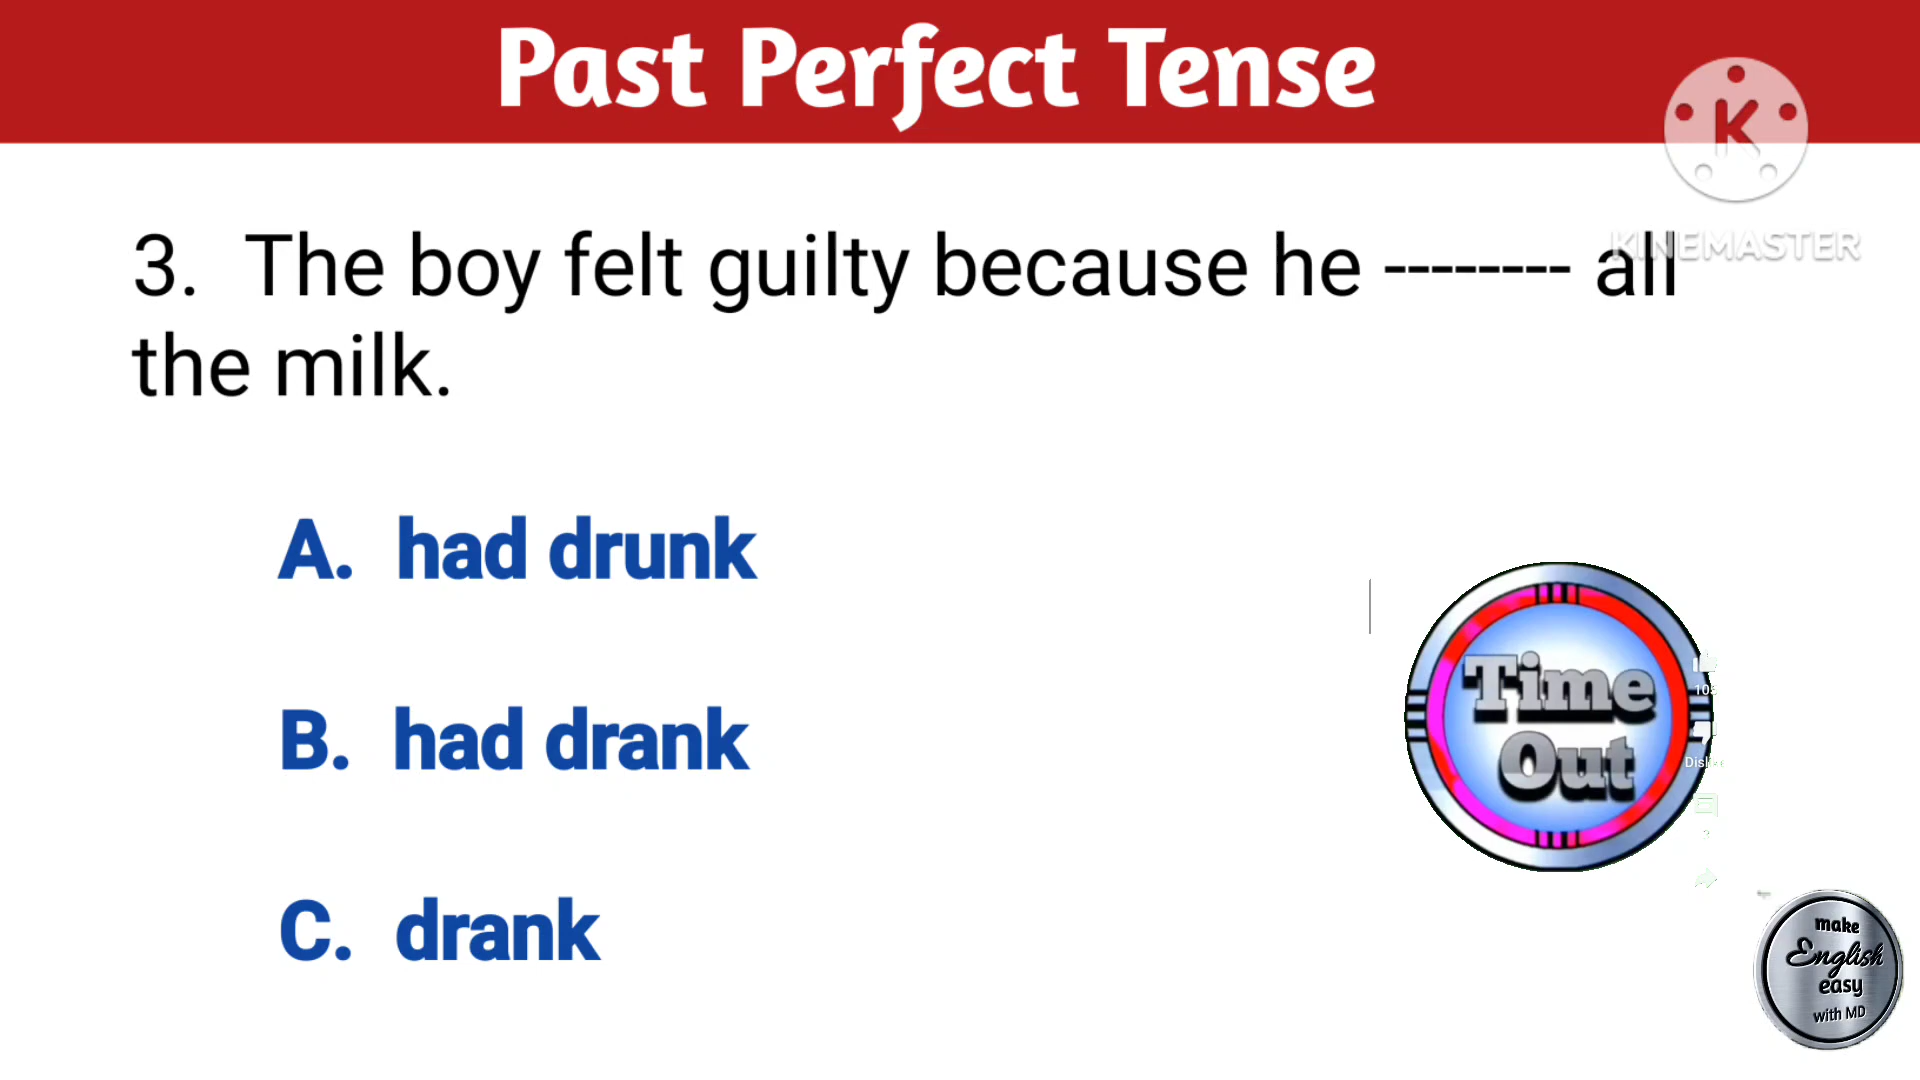 Past Perfect Tense
K
KINEMASTER
3. The boy felt guilty because he -------- all
the milk.
A. had drunk
B. had drank
C. drank
Time
Out
make
English
easy
with MD